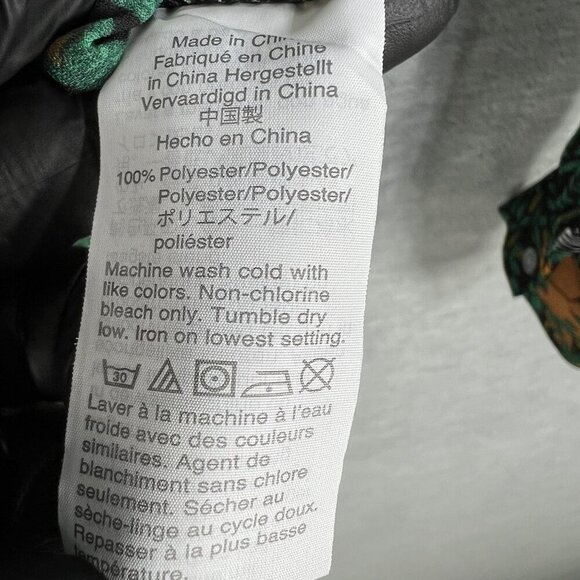 Made in China
Fabriqué en Chine
in China Hergestellt
Vervaardigd in China
中国製
Hecho en China
100% Polyester/Polyester/
Polyester/Polyester/
ポリエステル/
poliéster
Machine wash cold with
like colors. Non-chlorine
bleach only. Tumble dry
low. Iron on lowest setting.
30
Laver à la machine à l'eau
froide avec des couleurs
similaires. Agent de
blanchiment sans chlore
seulement. Sécher au
sèche-linge au cycle doux.
Repasser à la plus basse
température.